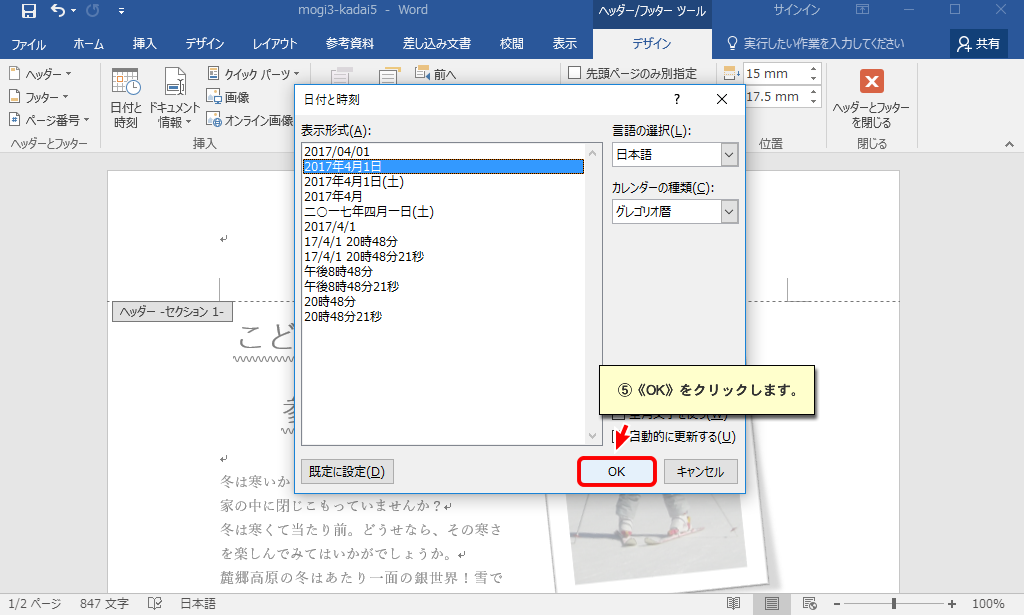 mogi3-kadai5 - Word
ヘッダー/フッター ツール
サインイン
ファイル ホーム 挿入 デザイン レイアウト 参考資料 差し込み文書 校閲 表示 デザイン 実行したい作業を入力してください 共有
ヘッダー
フッター
ページ番号
ヘッダーとフッター
日付と
時刻
ドキュメント
情報
クイック パーツ
画像
オンライン画像
挿入
前へ
先頭ページのみ別指定
15 mm
17.5 mm
位置
ヘッダーとフッター
を閉じる
閉じる
日付と時刻
?
表示形式(A):
2017/04/01
2017年4月1日
2017年4月1日(土)
2017年4月
二〇一七年四月一日(土)
2017/4/1
17/4/1 20時48分
17/4/1 20時48分21秒
午後8時48分
午後8時48分21秒
20時48分
20時48分21秒
言語の選択(L):
日本語
カレンダーの種類(C):
グレゴリオ暦
⑤《OK》をクリックします。
自動的に更新する(U)
既定に設定(D)
OK
キャンセル
ヘッダー -セクション 1-
こど
冬は寒いか
家の中に閉じこもっていませんか？
冬は寒くて当たり前。どうせなら、その寒さ
を楽しんでみてはいかがでしょうか。
麓郷高原の冬はあたり一面の銀世界！雪で
1/2 ページ 847 文字 日本語
100%